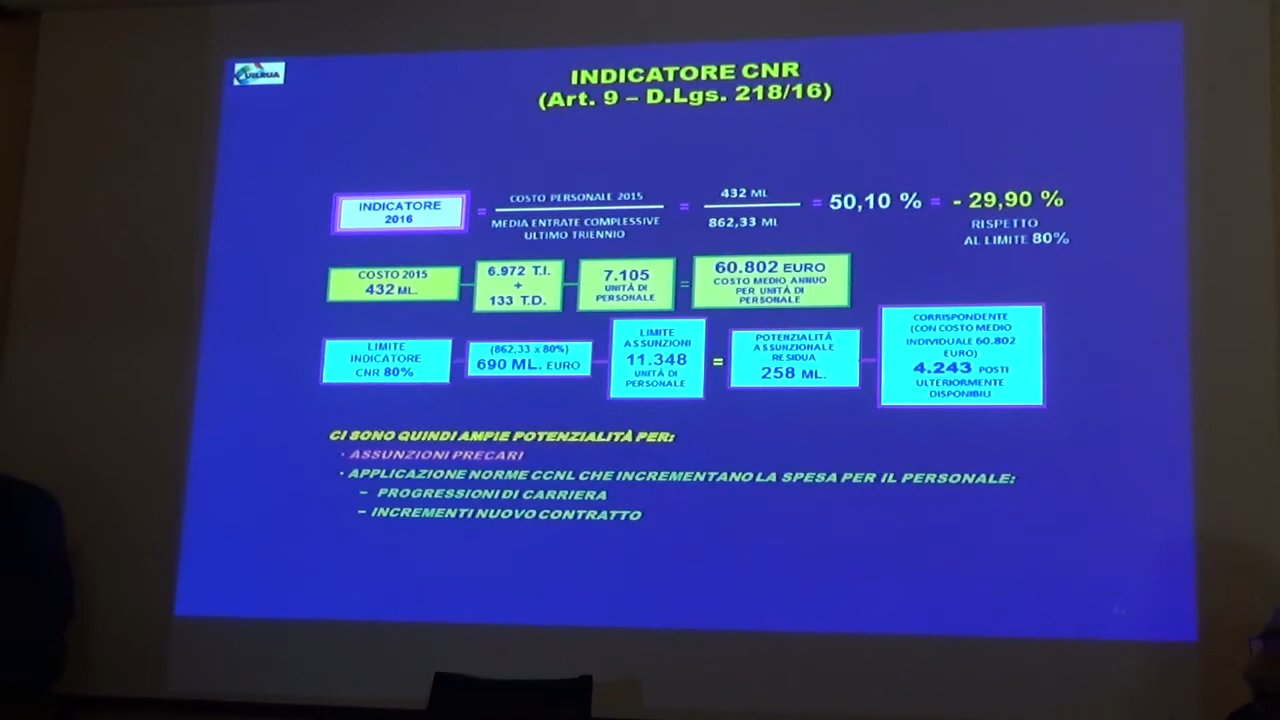 UILRUA
INDICATORE CNR
(Art. 9 – D.Lgs. 218/16)
INDICATORE
2016
=
COSTO PERSONALE 2015
MEDIA ENTRATE COMPLESSIVE
ULTIMO TRIENNIO
=
432 ML
862,33 ML
= 50,10 % = - 29,90 %
RISPETTO
AL LIMITE 80%
COSTO 2015
432 ML.
6.972 T.I.
+
133 T.D.
7.105
UNITÀ DI
PERSONALE
=
60.802 EURO
COSTO MEDIO ANNUO
PER UNITÀ DI
PERSONALE
LIMITE
INDICATORE
CNR 80%
(862,33 x 80%)
690 ML. EURO
LIMITE
ASSUNZIONI
11.348
UNITÀ DI
PERSONALE
=
POTENZIALITÀ
ASSUNZIONALE
RESIDUA
258 ML.
CORRISPONDENTE
(CON COSTO MEDIO
INDIVIDUALE 60.802
EURO)
4.243 POSTI
ULTERIORMENTE
DISPONIBILI
CI SONO QUINDI AMPIE POTENZIALITÀ PER:
· ASSUNZIONI PRECARI
· APPLICAZIONE NORME CCNL CHE INCREMENTANO LA SPESA PER IL PERSONALE:
– PROGRESSIONI DI CARRIERA
– INCREMENTI NUOVO CONTRATTO